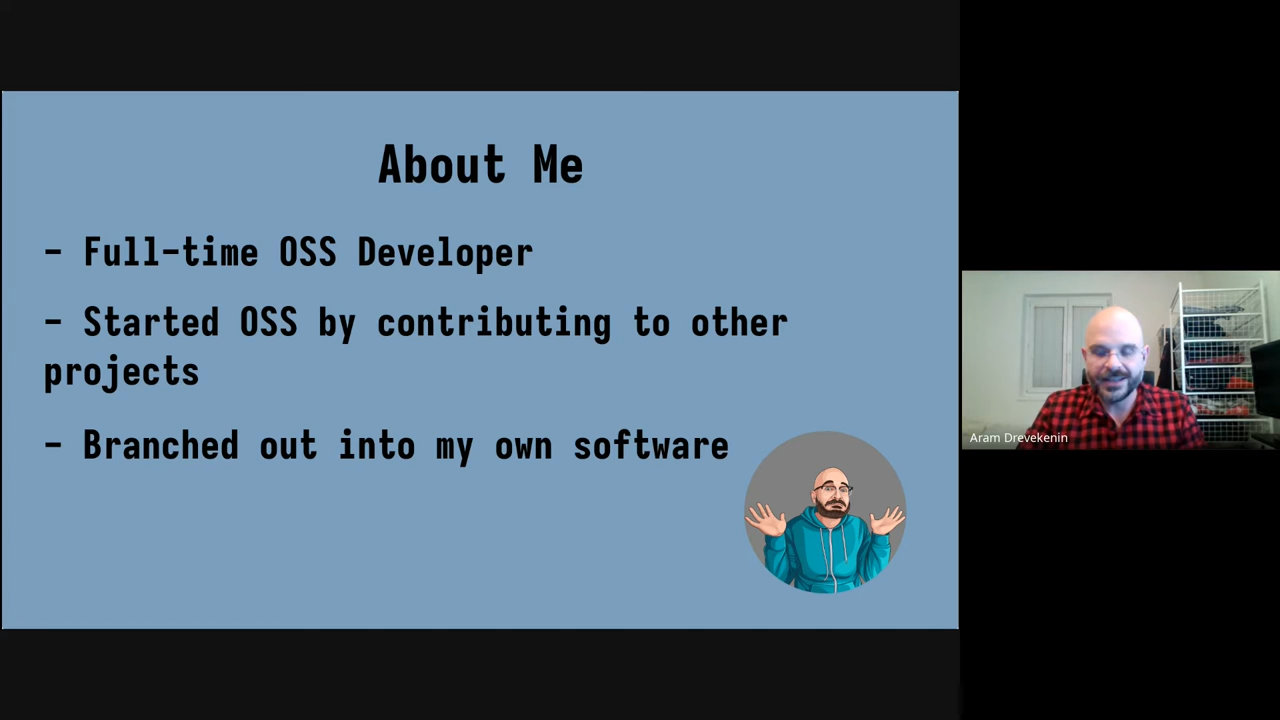 About Me
- Full-time OSS Developer
- Started OSS by contributing to other
projects
- Branched out into my own software
Aram Drevekenin